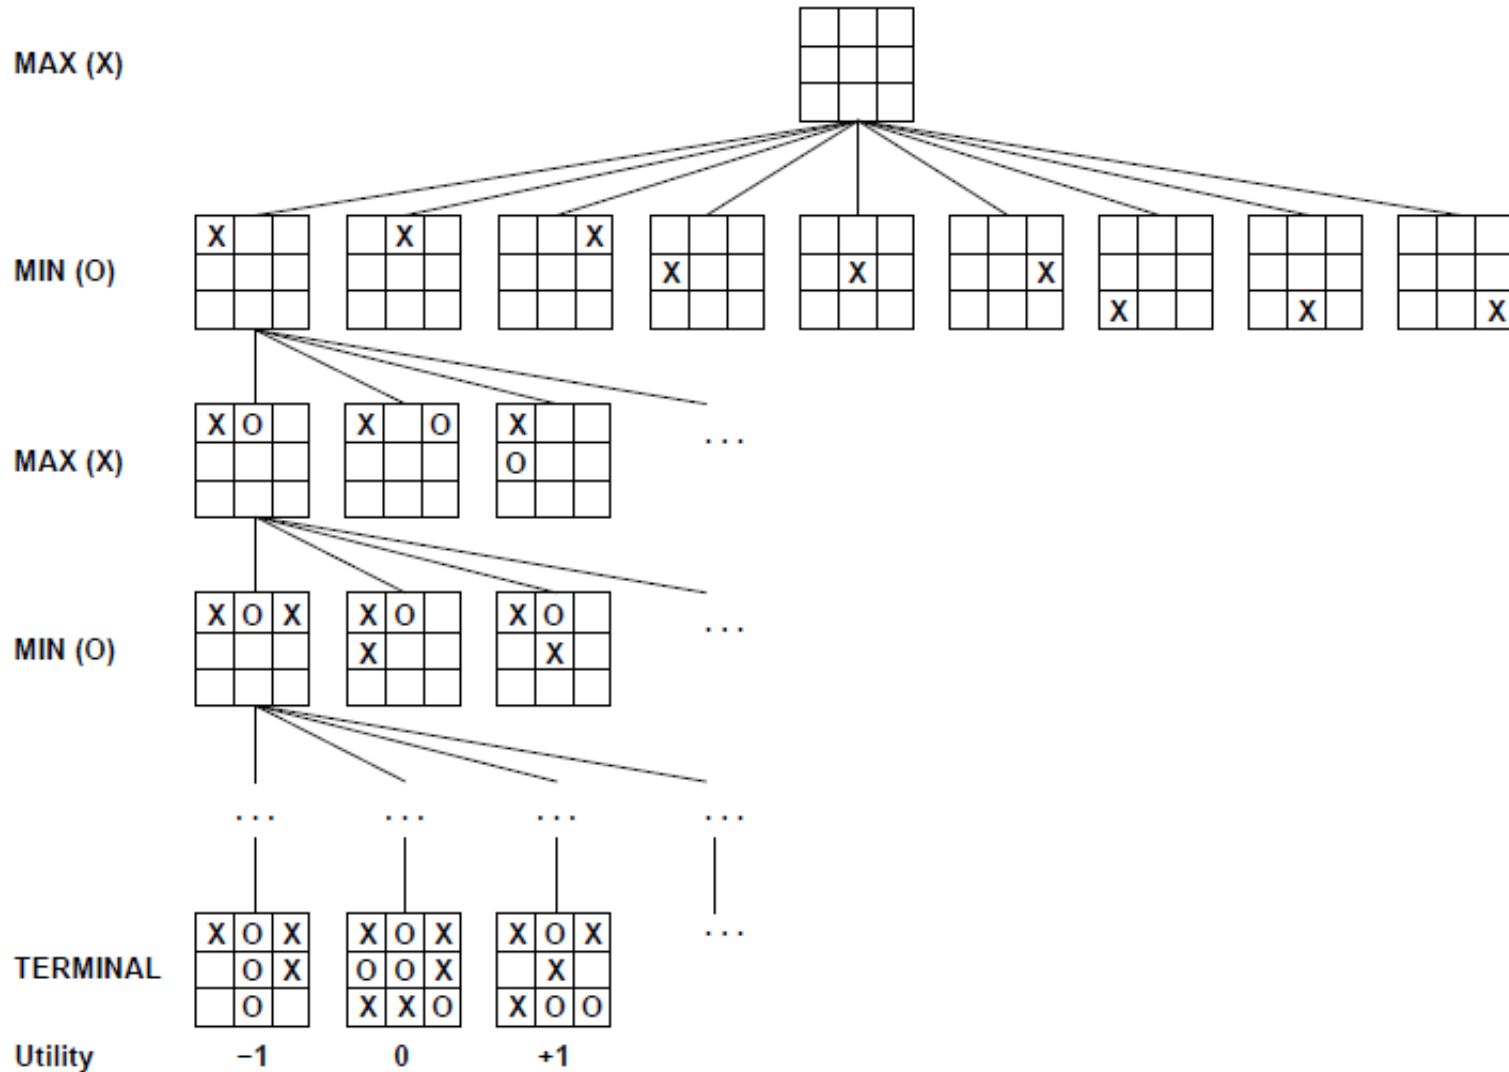 MAX (X)
X X X X X X X X X
MIN (O)
X O X O X
O
. . .
MAX (X)
X O X X O X O
X X
. . .
MIN (O)
. . . . . . . . . . . .
X O X X O X X O X
. . .
O X O O X X
TERMINAL
O X X O X O O
Utility −1 0 +1